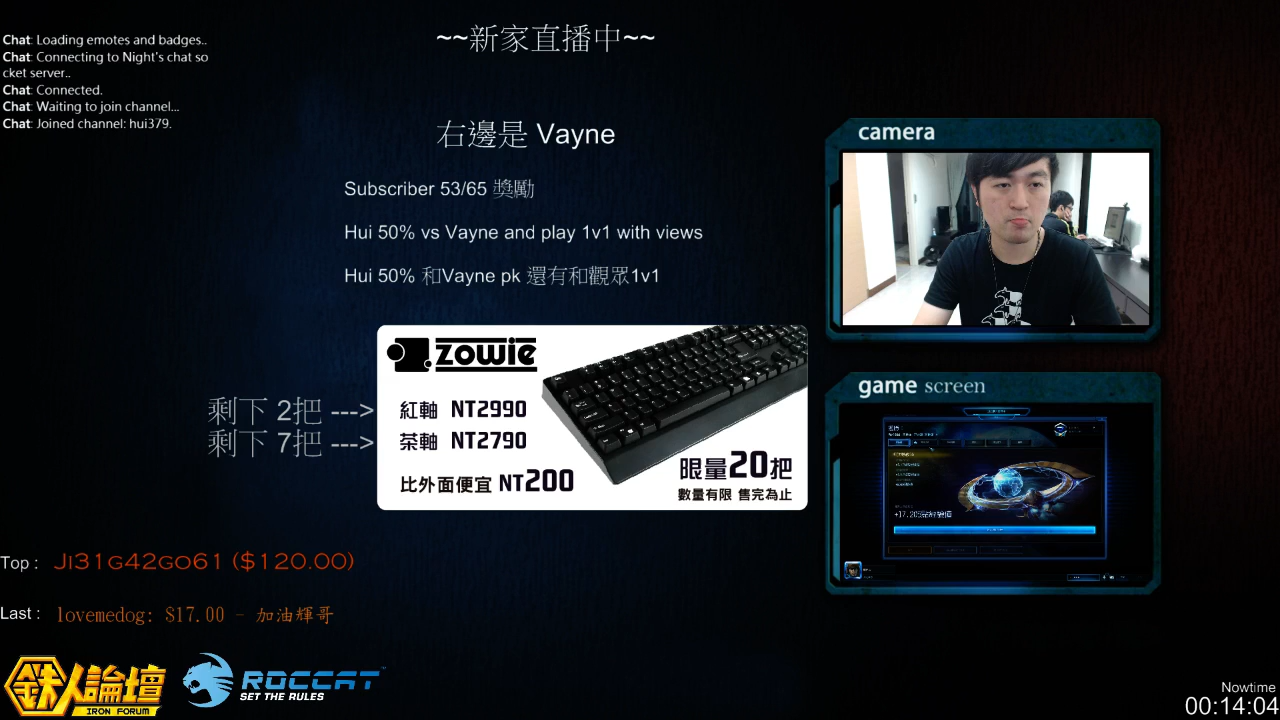 ~~新家直播中~~
Chat: Loading emotes and badges..
Chat: Connecting to Night's chat so
cket server..
Chat: Connected.
Chat: Waiting to join channel...
Chat: Joined channel: hui379.
右邊是 Vayne
Subscriber 53/65 獎勵
Hui 50% vs Vayne and play 1v1 with views
Hui 50% 和Vayne pk 還有和觀眾1v1
camera
game screen
ZOWIE
剩下 2把 --->
剩下 7把 --->
紅軸 NT2990
茶軸 NT2790
比外面便宜 NT200
限量20把
數量有限 售完為止
Top : JI31G42GO61 ($120.00)
Last : lovemedog: $17.00 - 加油輝哥
鉄人論壇
IRON FORUM
ROCCAT
SET THE RULES
Nowtime
00:14:04